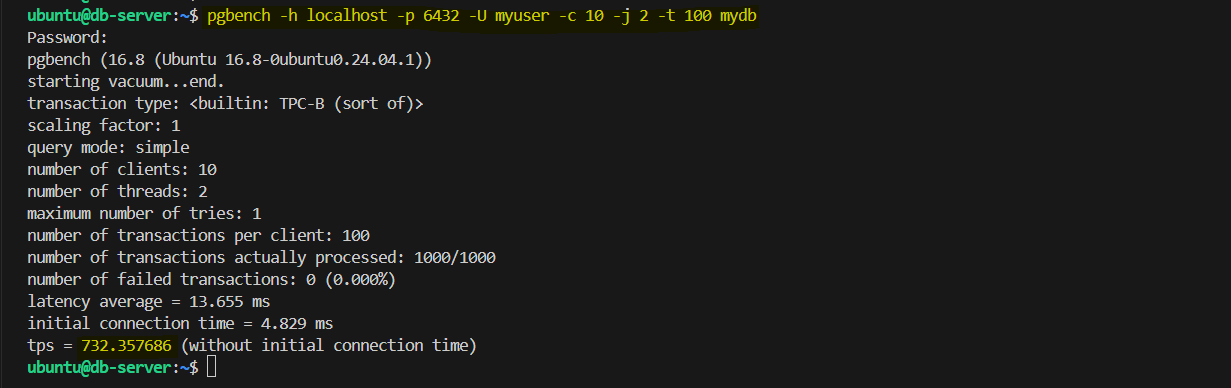 ubuntu@db-server:~$ pgbench -h localhost -p 6432 -U myuser -c 10 -j 2 -t 100 mydb
Password:
pgbench (16.8 (Ubuntu 16.8-0ubuntu0.24.04.1))
starting vacuum...end.
transaction type: <builtin: TPC-B (sort of)>
scaling factor: 1
query mode: simple
number of clients: 10
number of threads: 2
maximum number of tries: 1
number of transactions per client: 100
number of transactions actually processed: 1000/1000
number of failed transactions: 0 (0.000%)
latency average = 13.655 ms
initial connection time = 4.829 ms
tps = 732.357686 (without initial connection time)
ubuntu@db-server:~$